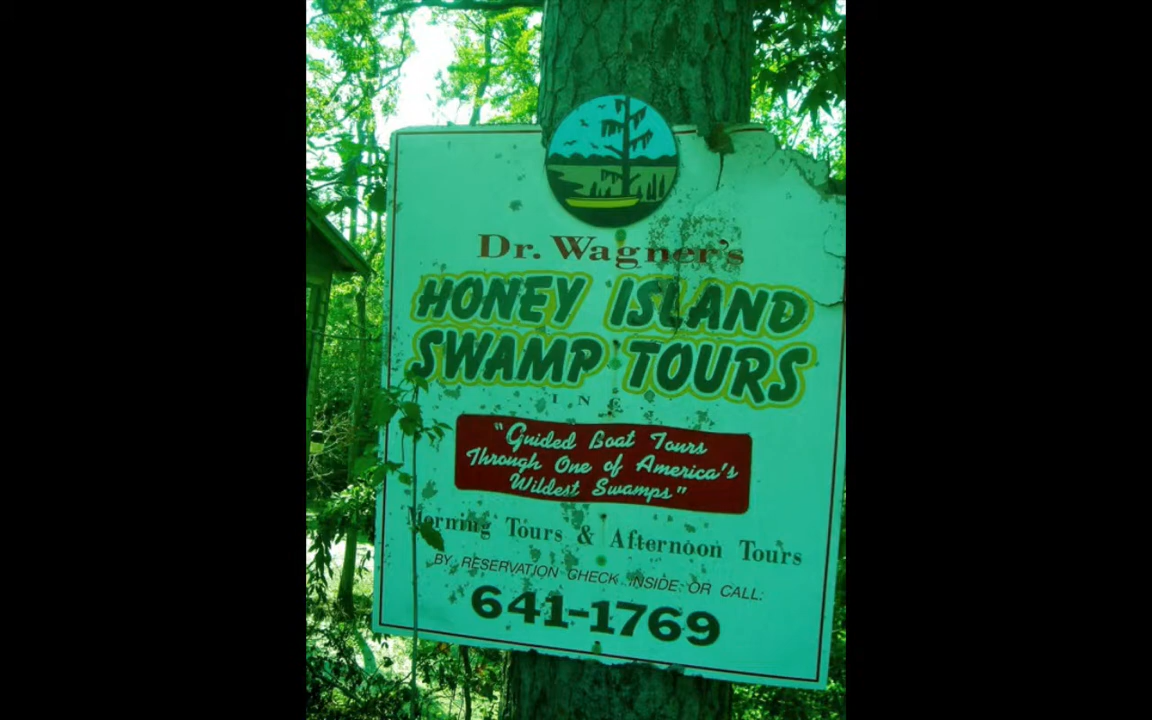 Dr. Wagner's
HONEY ISLAND
SWAMP TOURS
INC.
"Guided Boat Tours
Through One of America's
Wildest Swamps"
Morning Tours & Afternoon Tours
BY RESERVATION CHECK INSIDE OR CALL:
641-1769